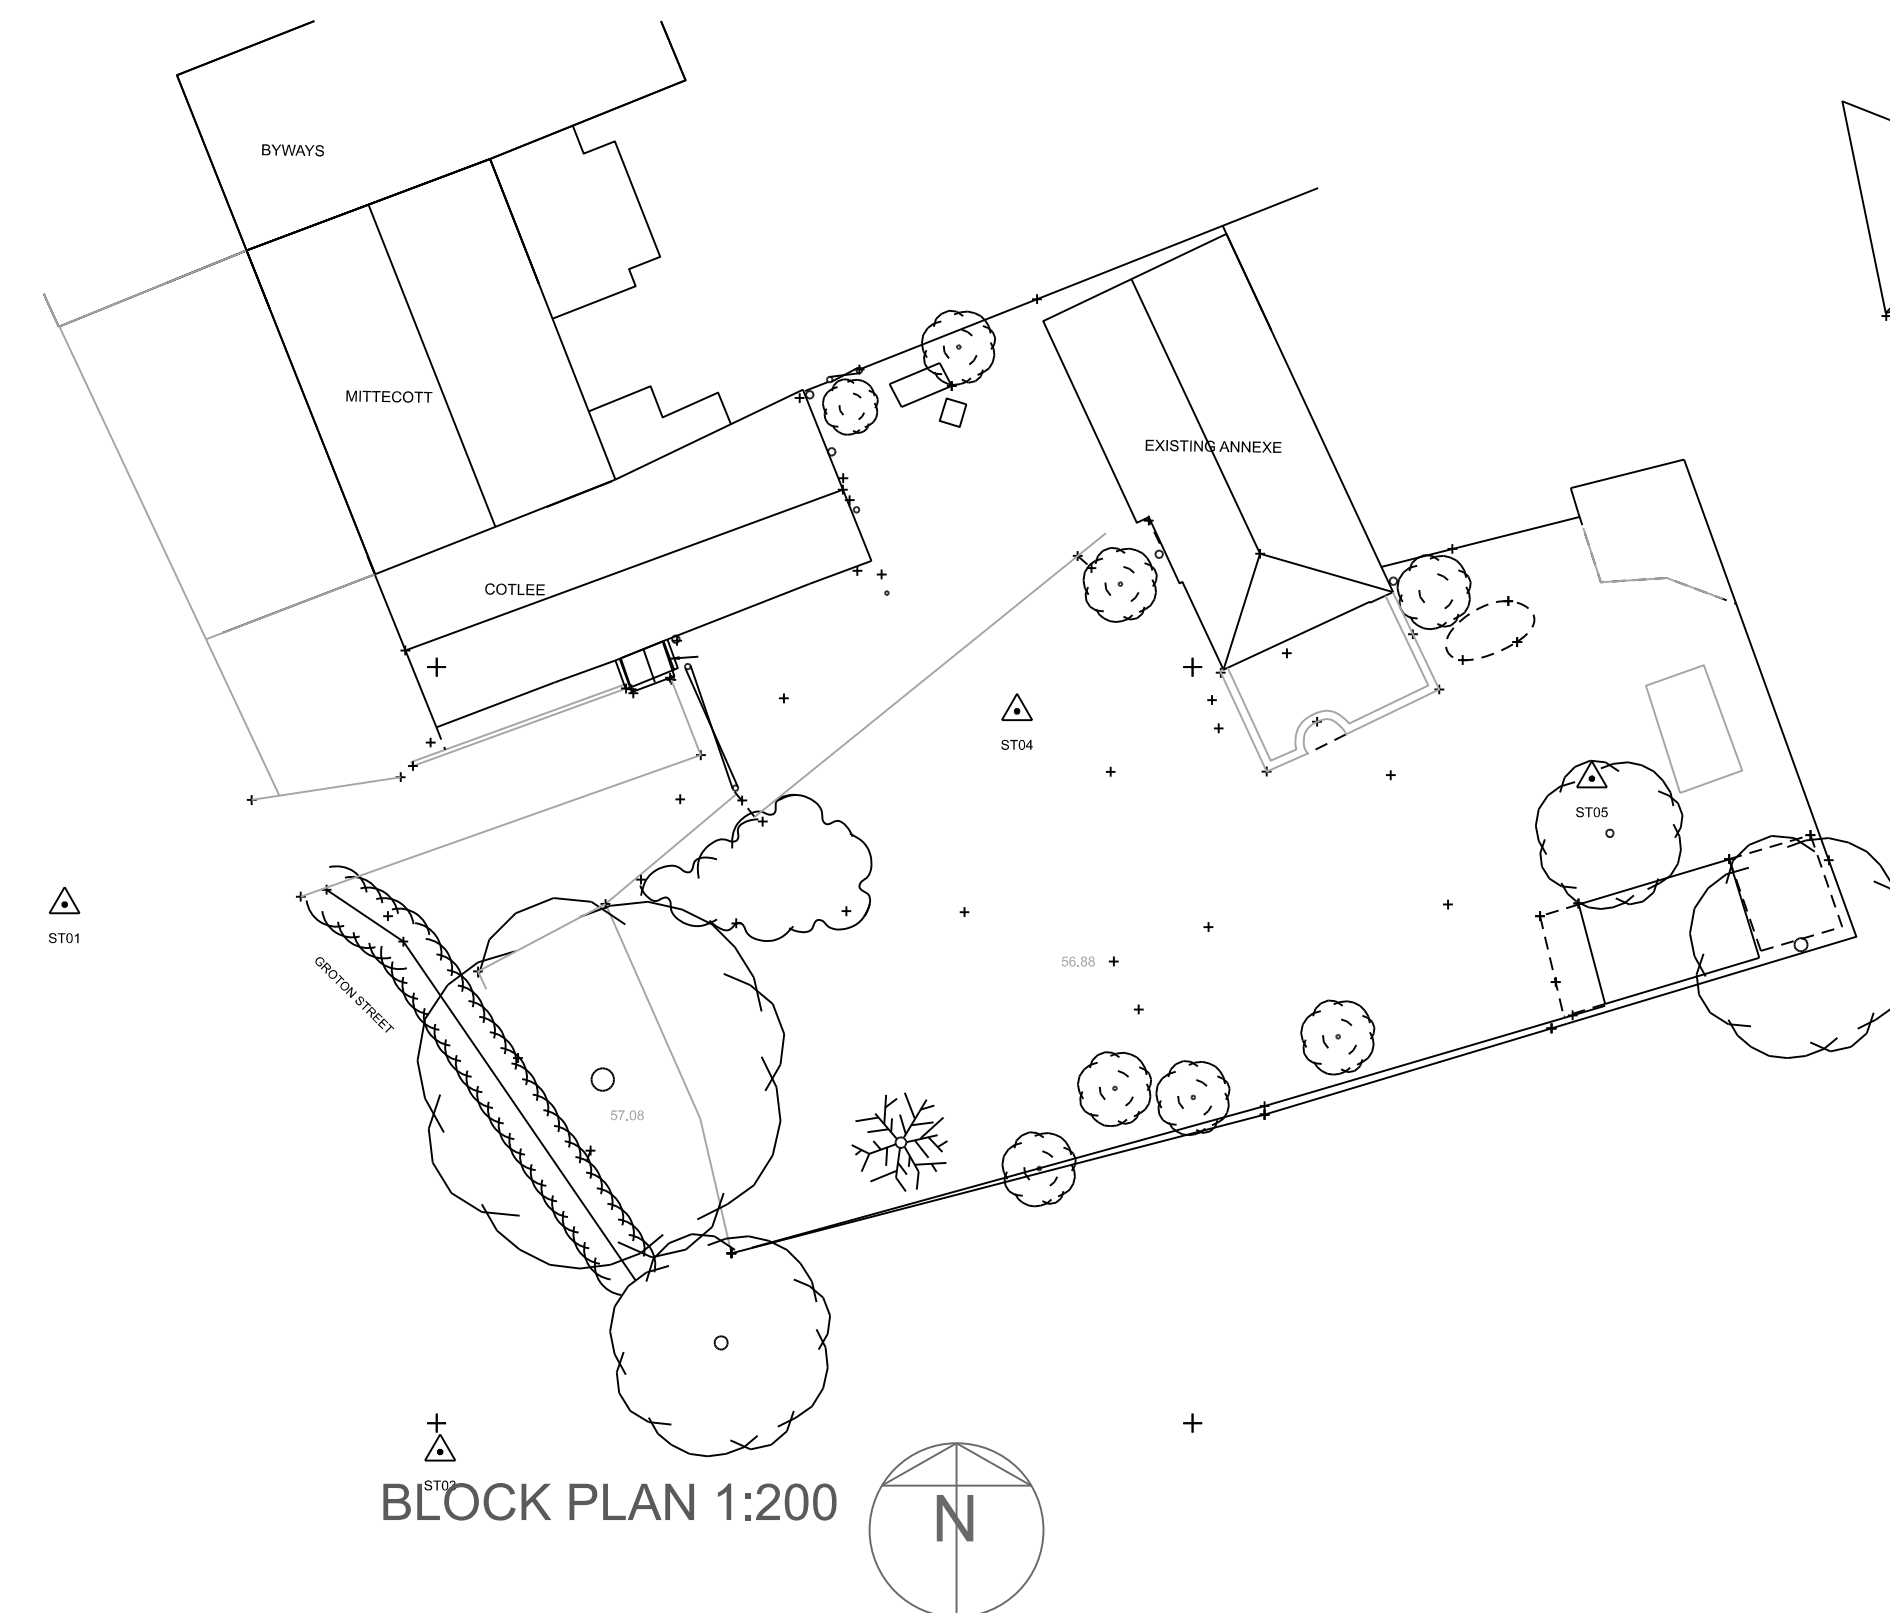 BYWAYS
MITTECOTT
EXISTING ANNEXE
COTLEE
ST04
ST05
ST01
GROTON STREET
56.88
57.08
BLOCK PLAN 1:200
N